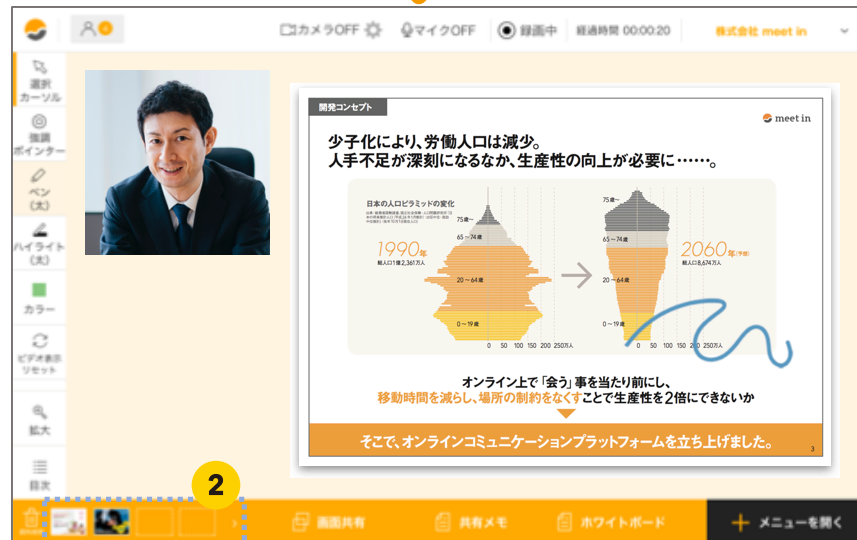 カメラOFF
マイクOFF
録画中
経過時間 00:00:20
株式会社 meet in
選択
カーソル
強調
ポインター
ペン
(太)
ハイライト
(太)
カラー
ビデオ表示
リセット
拡大
目次
開発コンセプト
meet in
少子化により、労働人口は減少。
人手不足が深刻になるなか、生産性の向上が必要に……。
日本の人口ピラミッドの変化
1990年
総人口1億2,361万人
75歳〜
65〜74歳
20〜64歳
0〜19歳
0 50 100 150 200 250万人
75歳〜
65〜74歳
20〜64歳
0〜19歳
2060年(予想)
総人口8,674万人
0 50 100 150 200 250万人
オンライン上で「会う」事を当たり前にし、
移動時間を減らし、場所の制約をなくすことで生産性を2倍にできないか
そこで、オンラインコミュニケーションプラットフォームを立ち上げました。
3
2
画面共有
共有メモ
ホワイトボード
＋ メニューを開く